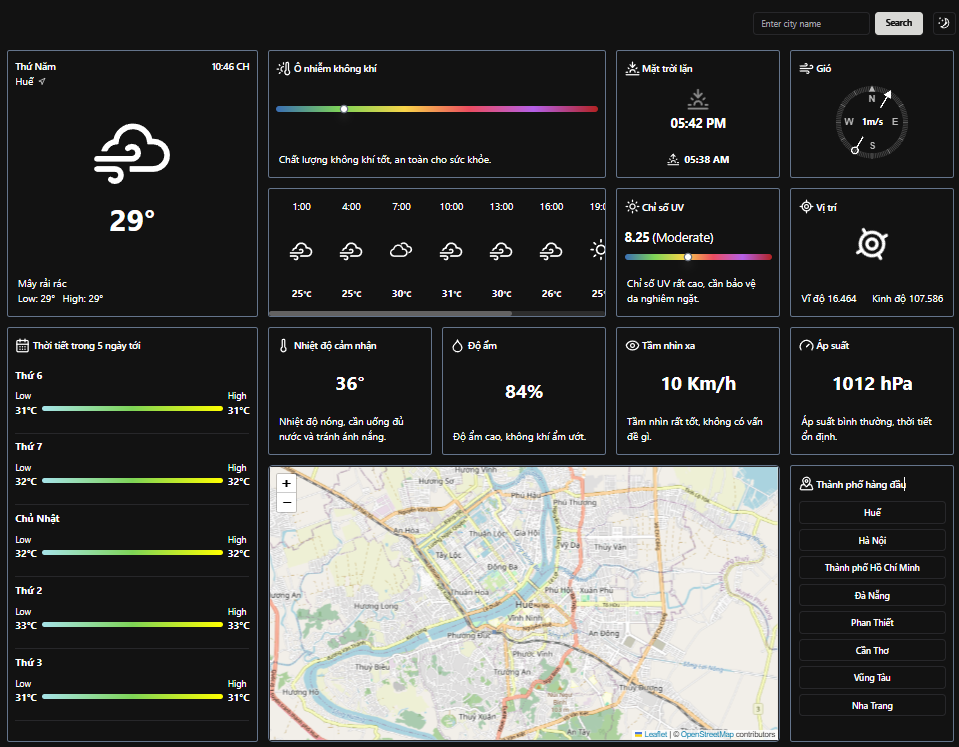 Enter city name
Search
Thứ Năm
10:46 CH
Huế
29°
Mây rải rác
Low: 29° High: 29°
Ô nhiễm không khí
Chất lượng không khí tốt, an toàn cho sức khỏe.
Mặt trời lặn
05:42 PM
05:38 AM
Gió
N
W 1m/s E
S
1:00 4:00 7:00 10:00 13:00 16:00 19:0
25°C 25°C 30°C 31°C 30°C 26°C 25°
Chỉ số UV
8.25 (Moderate)
Chỉ số UV rất cao, cần bảo vệ
da nghiêm ngặt.
Vị trí
Vĩ độ 16.464 Kinh độ 107.586
Thời tiết trong 5 ngày tới
Thứ 6
Low High
31°C 31°C
Thứ 7
Low High
32°C 32°C
Chủ Nhật
Low High
32°C 32°C
Thứ 2
Low High
33°C 33°C
Thứ 3
Low High
31°C 31°C
Nhiệt độ cảm nhận
36°
Nhiệt độ nóng, cần uống đủ
nước và tránh ánh nắng.
Độ ẩm
84%
Độ ẩm cao, không khí ẩm ướt.
Tầm nhìn xa
10 Km/h
Tầm nhìn rất tốt, không có vấn
đề gì.
Áp suất
1012 hPa
Áp suất bình thường, thời tiết
ổn định.
+
−
Hương Vinh
Hương Sơ
Phú Hậu
Phú Thượng
An Hòa
Thuận Lộc
Gia Hội
Vỹ Dạ
Thủy Vân
Tây Lộc
Đông Ba
Thuận Hòa
Phú Hội
Xuân Phú
Hương Long
Huế
Vĩnh Ninh
Phường Đúc
An Đông
Phước Vĩnh
Thủy Biều
Trường An
Hương Hồ
Thủy Dương
Thủy Xuân
An Tây
3
Leaflet | © OpenStreetMap contributors
Thành phố hàng đầu
Huế
Hà Nội
Thành phố Hồ Chí Minh
Đà Nẵng
Phan Thiết
Cần Thơ
Vũng Tàu
Nha Trang